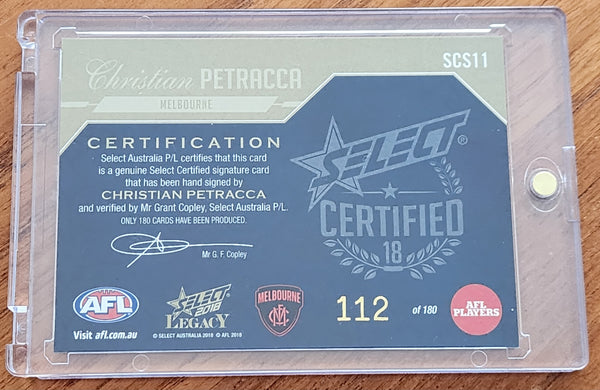 Christian PETRACCA
SCS11
MELBOURNE
CERTIFICATION
Select Australia P/L certifies that this card
is a genuine Select Certified signature card
that has been hand signed by
CHRISTIAN PETRACCA
and verified by Mr Grant Copley, Select Australia P/L.
ONLY 180 CARDS HAVE BEEN PRODUCED.
Mr G. F. Copley
SELECT®
CERTIFIED
18
AFL
Visit afl.com.au
SELECT
2018
LEGACY
© SELECT AUSTRALIA 2018 © AFL 2018
MELBOURNE
112 of 180
AFL
PLAYERS